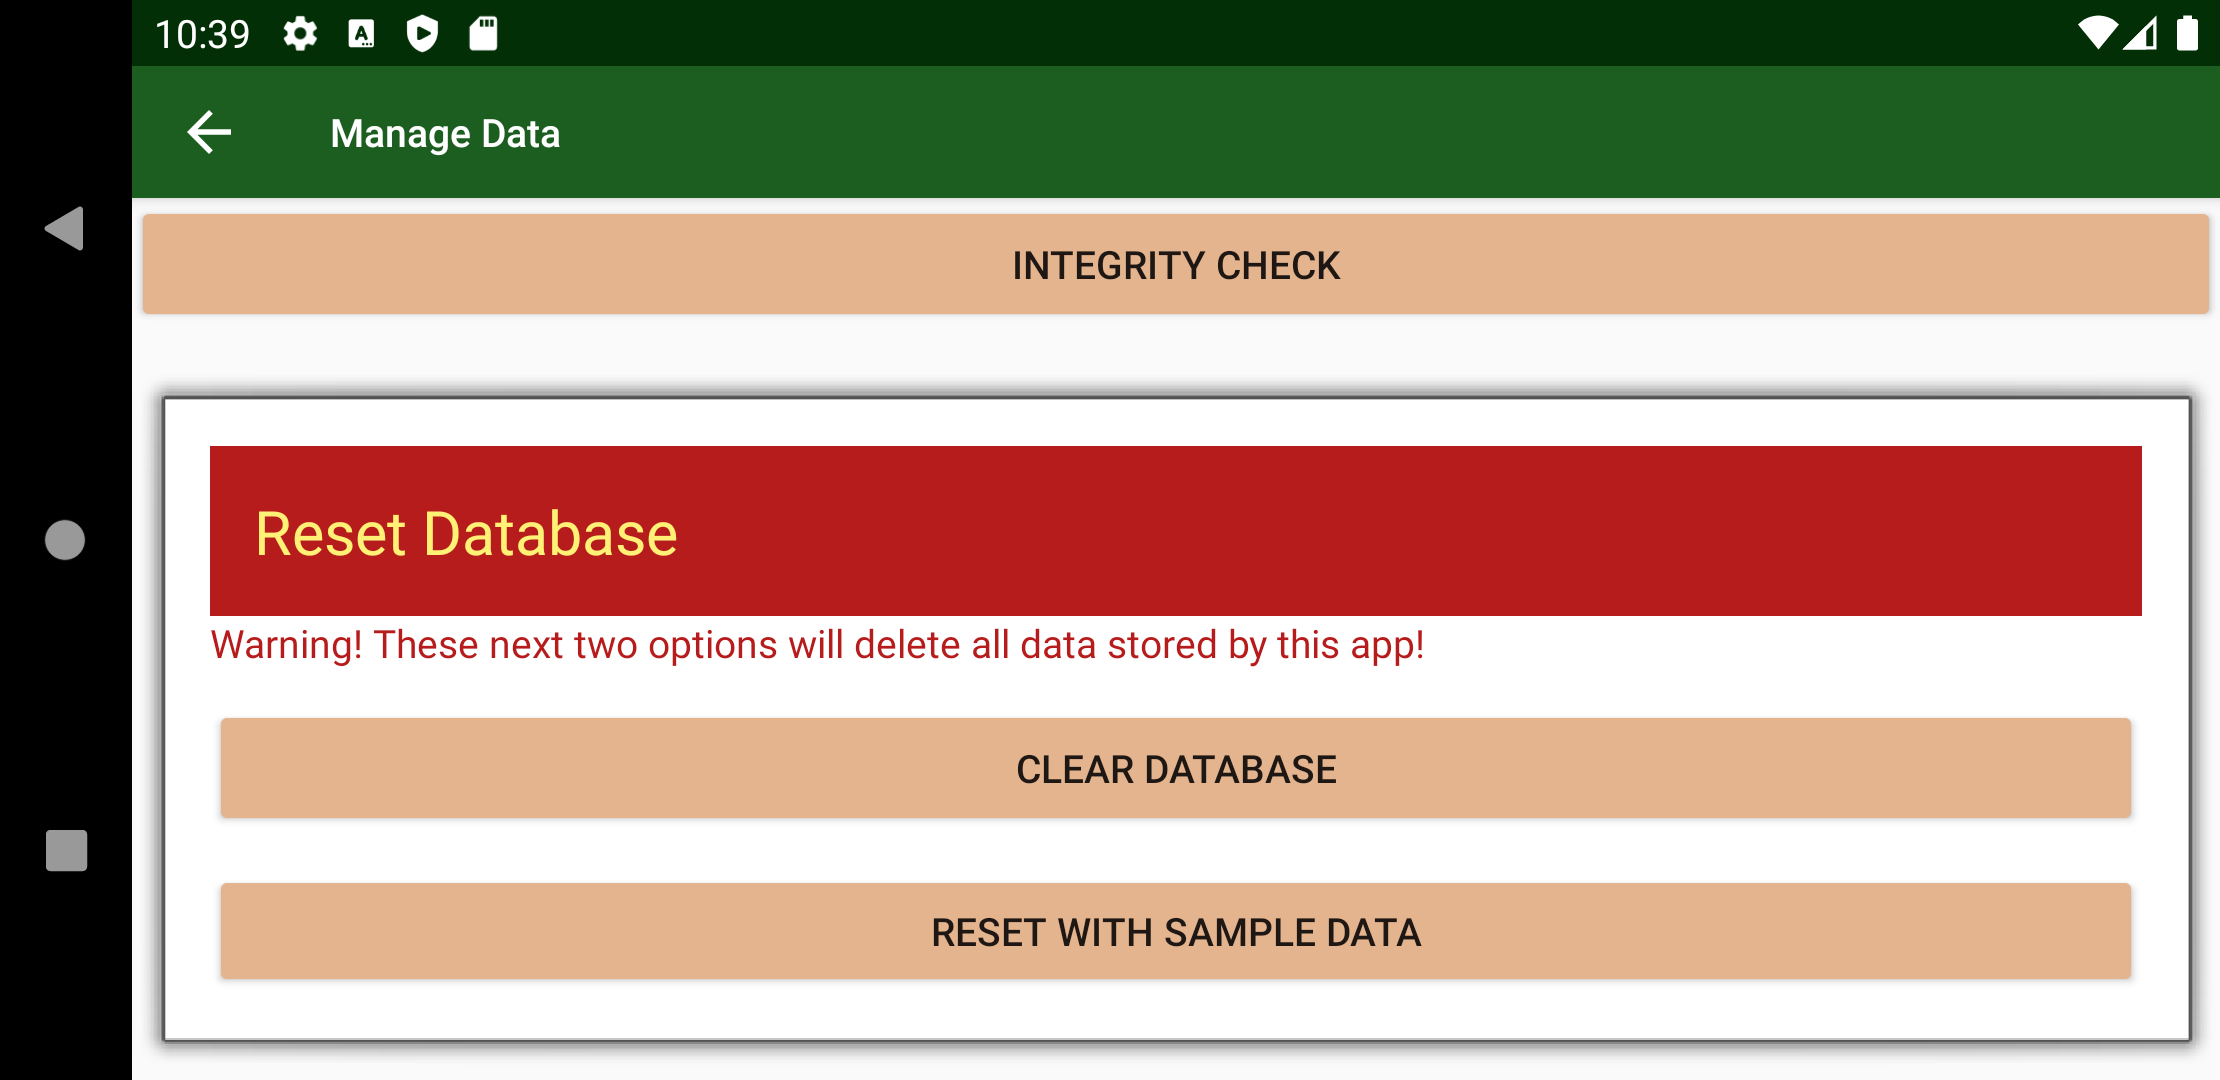 10:39
Manage Data
INTEGRITY CHECK
Reset Database
Warning! These next two options will delete all data stored by this app!
CLEAR DATABASE
RESET WITH SAMPLE DATA